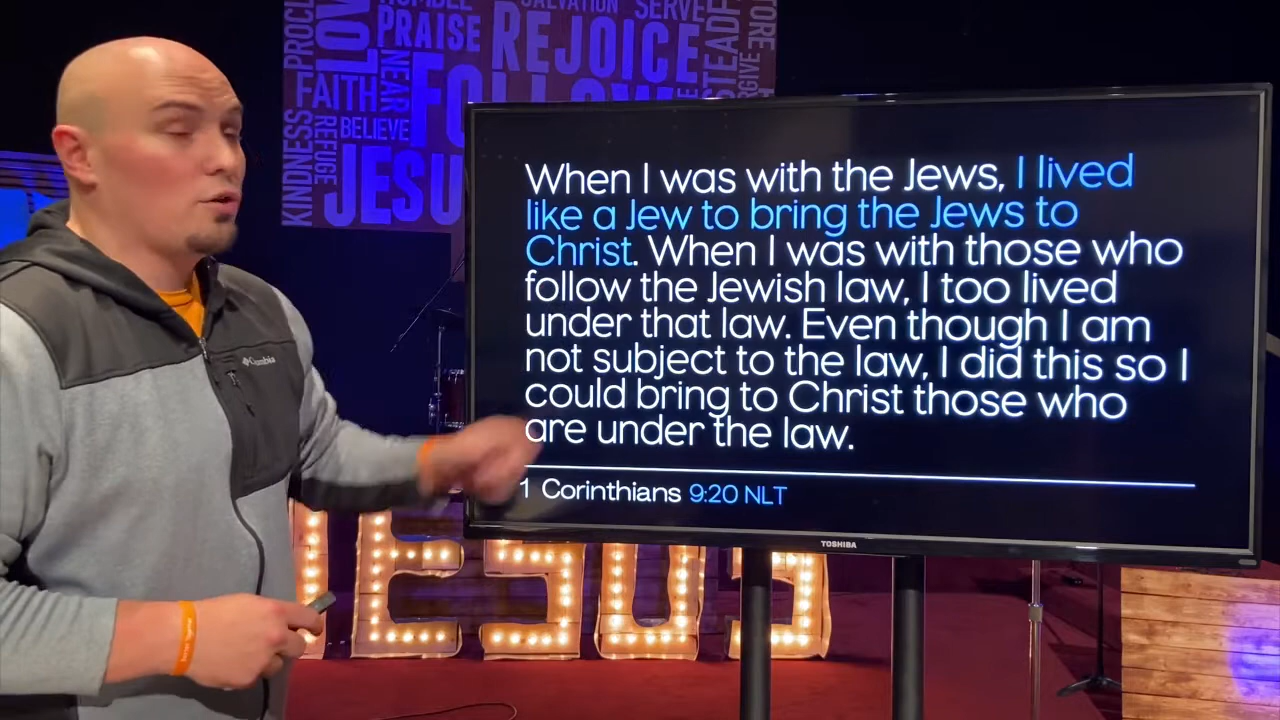 SALVATION SERVE
PRAISE
REJOICE
FAITH
NEAR
BELIEVE
KINDNESS
REFUGE
JESU
Columbia
When I was with the Jews, I lived
like a Jew to bring the Jews to
Christ. When I was with those who
follow the Jewish law, I too lived
under that law. Even though I am
not subject to the law, I did this so I
could bring to Christ those who
are under the law.
1 Corinthians 9:20 NLT
TOSHIBA
JESUS